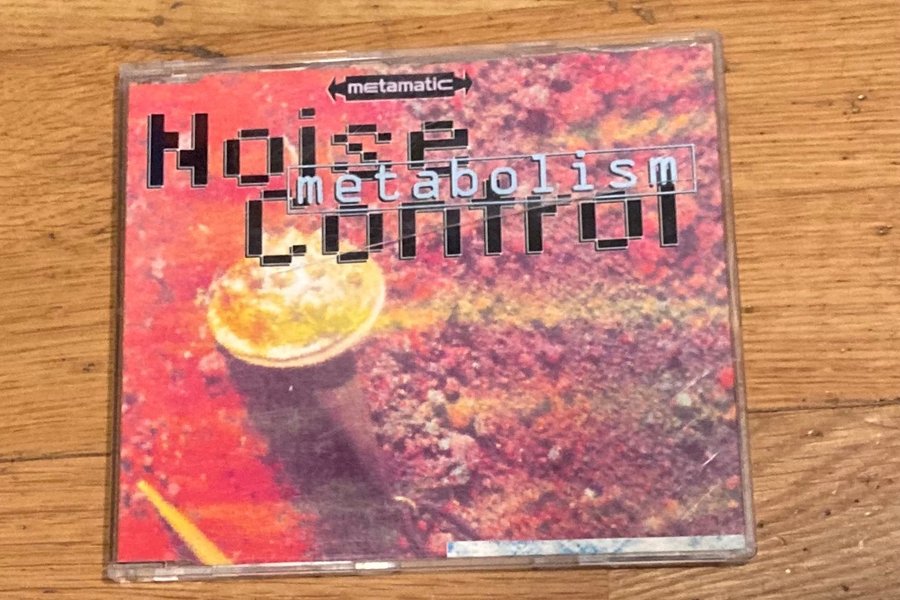 metamatic
Noise
metabolism
Control